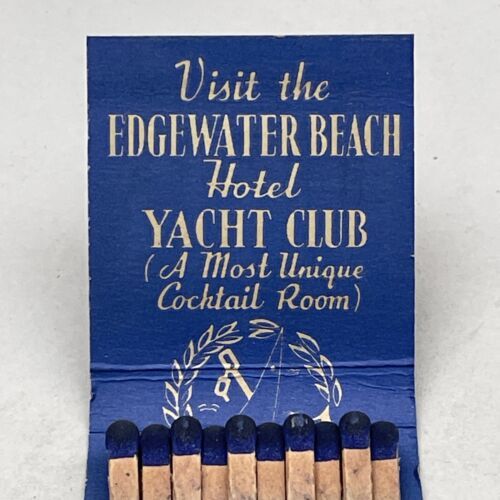 Visit the
EDGEWATER BEACH
Hotel
YACHT CLUB
(A Most Unique
Cocktail Room)